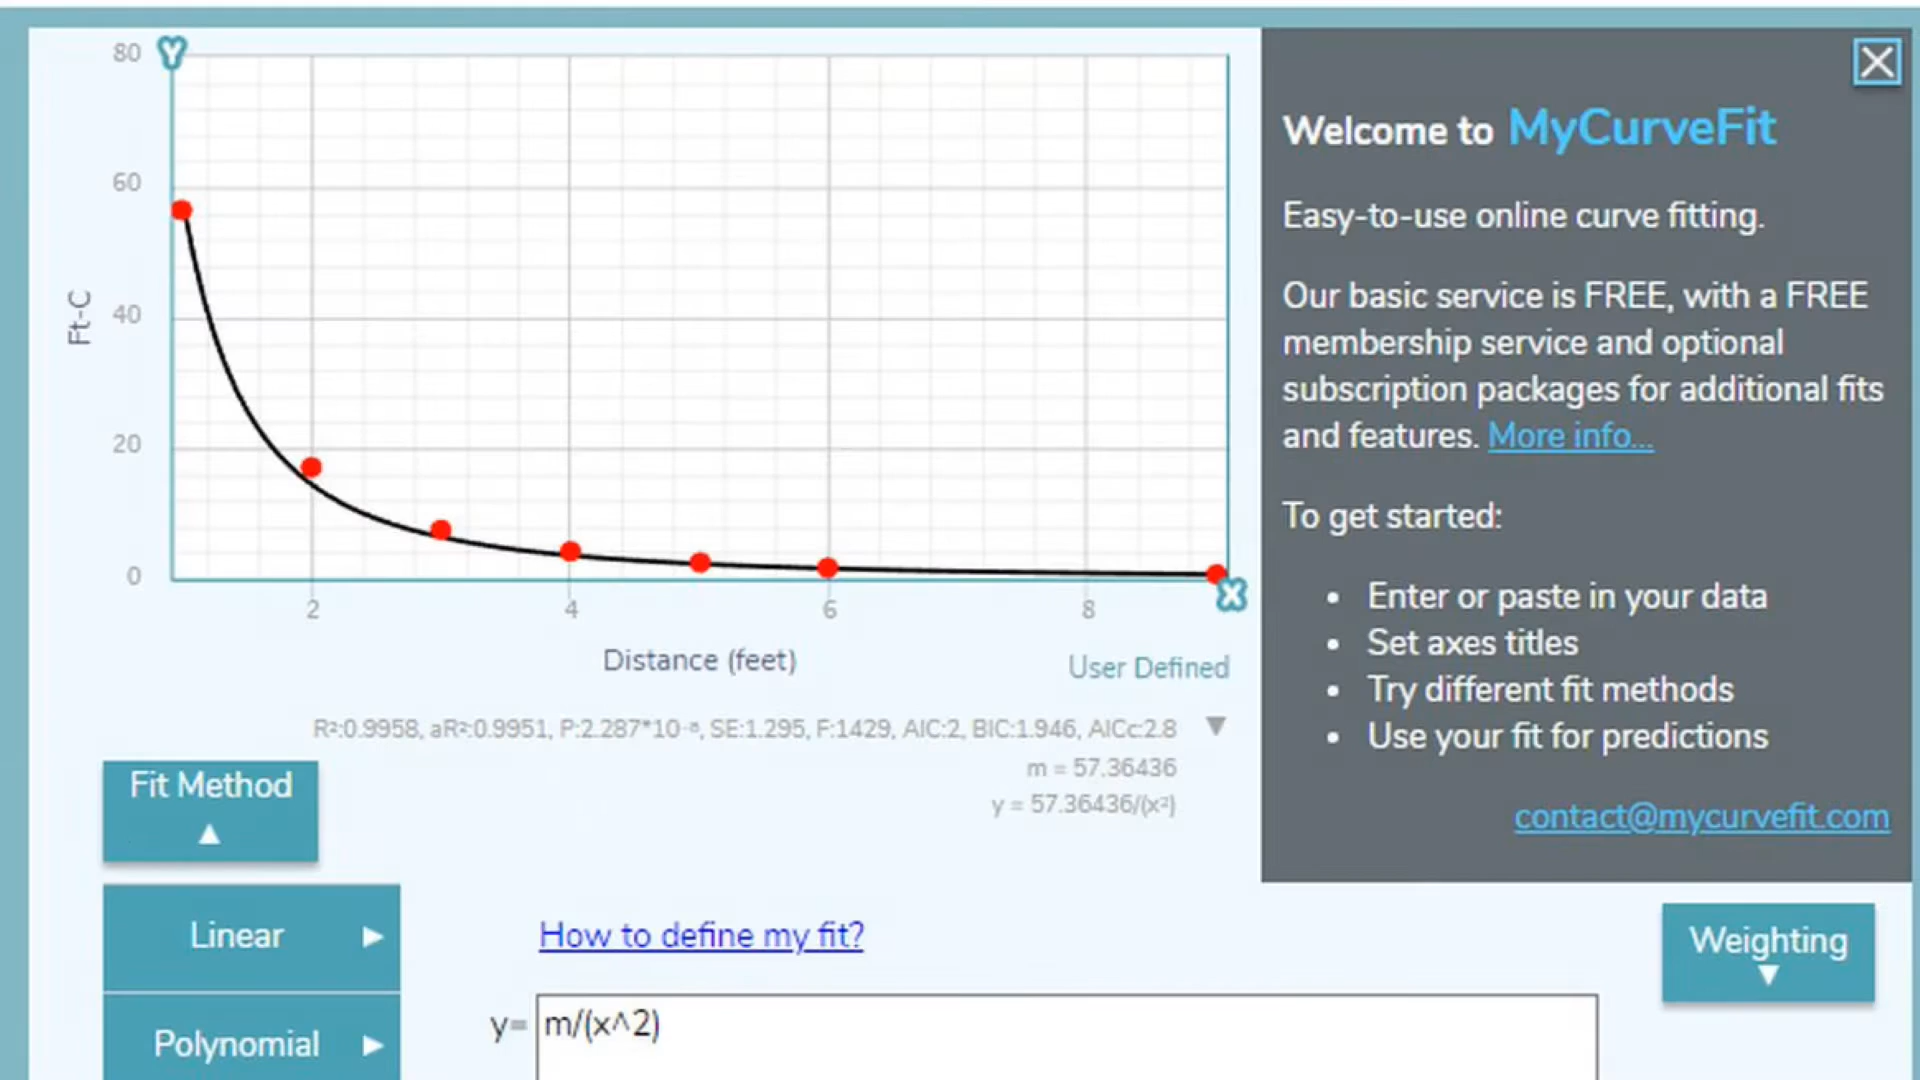 80
Y
60
40
20
0
Ft-C
2
4
6
8
X
Distance (feet)
User Defined
R²:0.9958, aR²:0.9951, P:2.287*10⁻⁸, SE:1.295, F:1429, AIC:2, BIC:1.946, AICc:2.8
m = 57.36436
y = 57.36436/(x²)
Fit Method
Linear
Polynomial
How to define my fit?
y= m/(x^2)
Welcome to MyCurveFit
Easy-to-use online curve fitting.
Our basic service is FREE, with a FREE
membership service and optional
subscription packages for additional fits
and features. More info...
To get started:
• Enter or paste in your data
• Set axes titles
• Try different fit methods
• Use your fit for predictions
contact@mycurvefit.com
Weighting